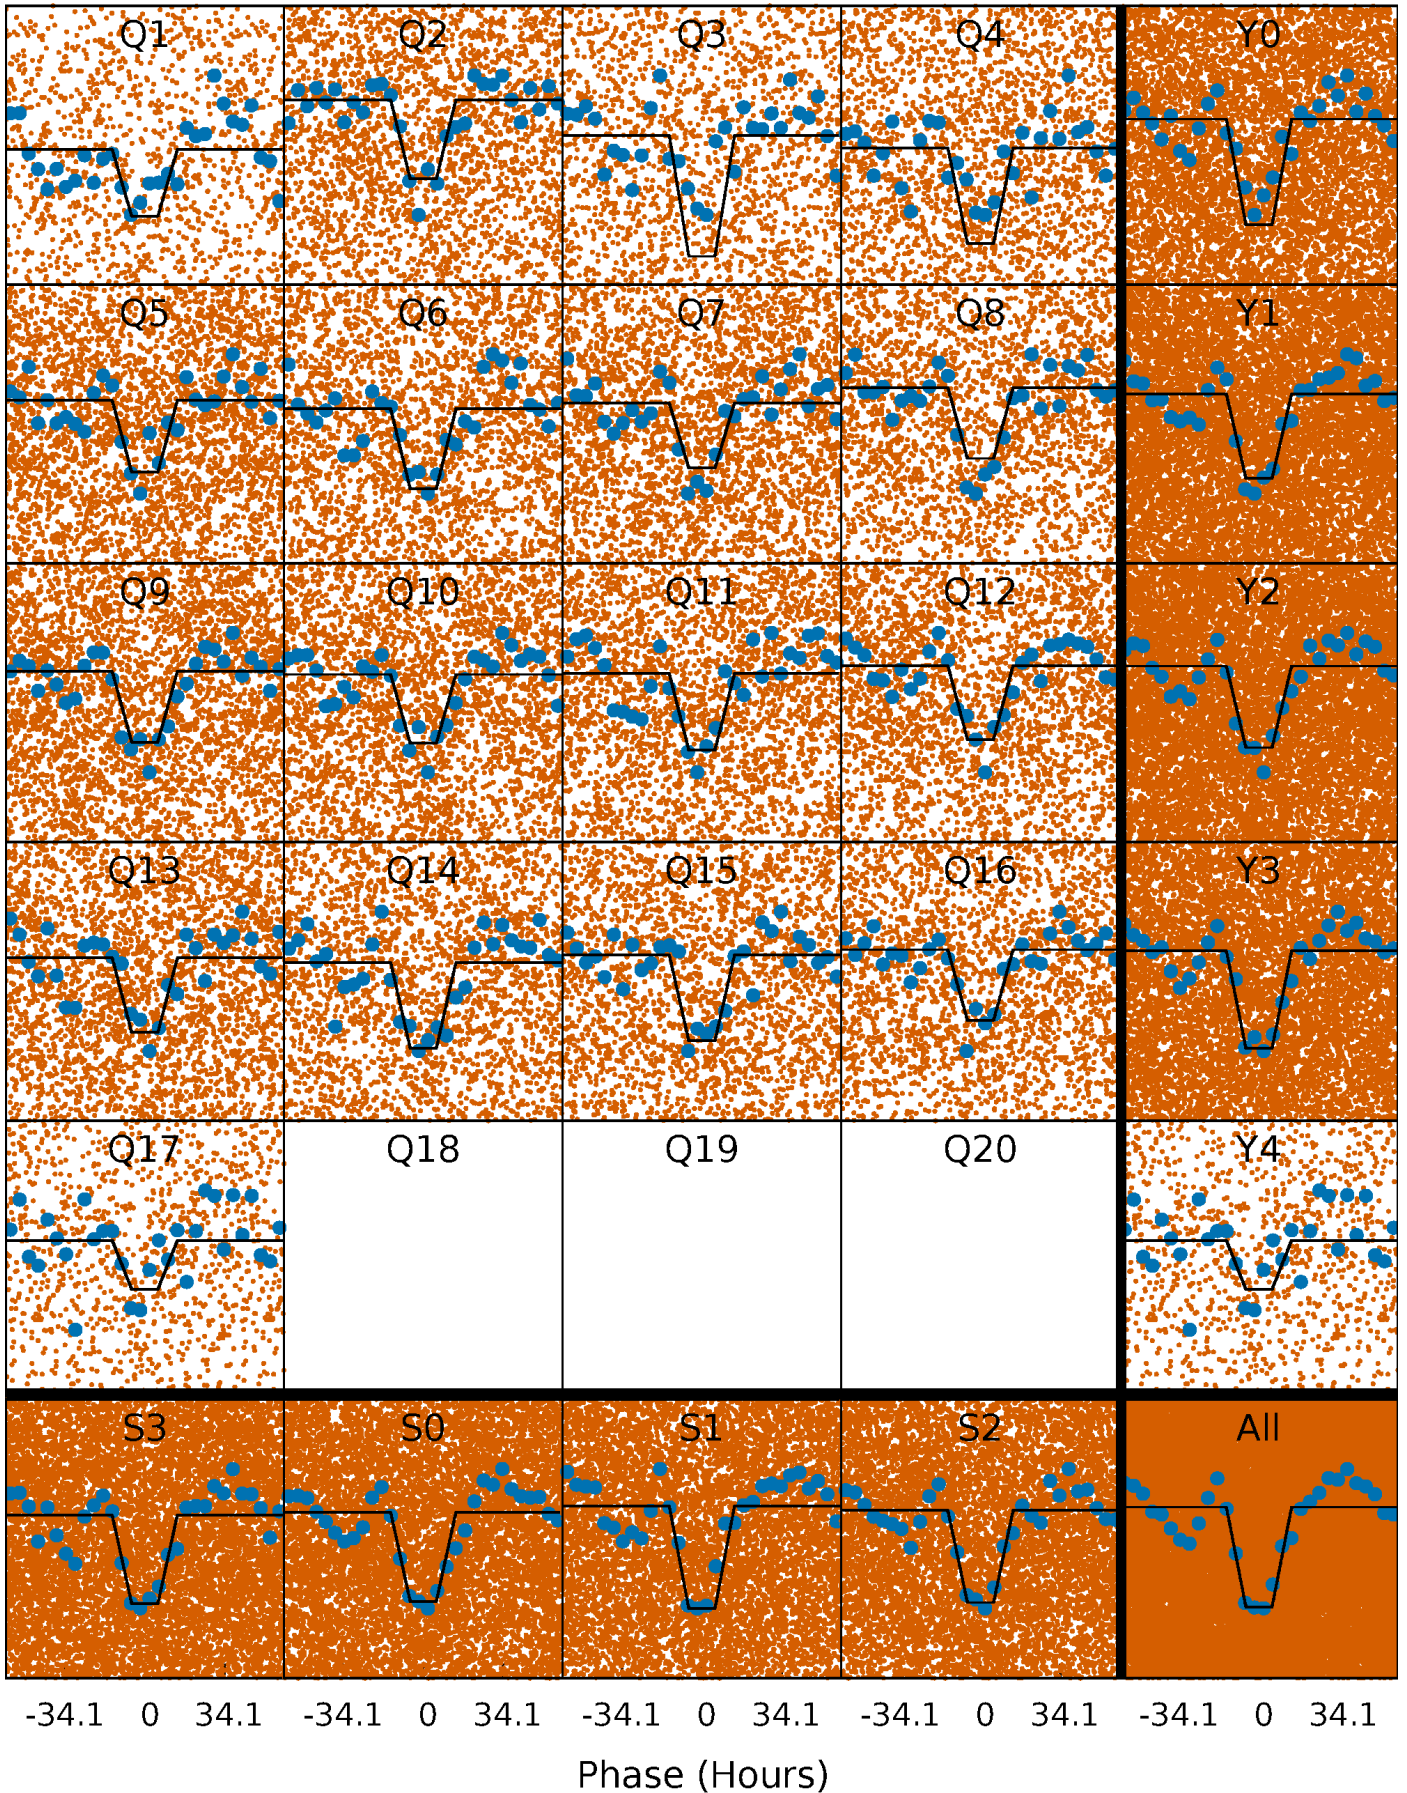 Q1 Q2 Q3 Q4 Y0
Q5 Q6 Q7 Q8 Y1
Q9 Q10 Q11 Q12 Y2
Q13 Q14 Q15 Q16 Y3
Q17 Q18 Q19 Q20 Y4
S3 S0 S1 S2 All
-34.1 0 34.1 -34.1 0 34.1 -34.1 0 34.1 -34.1 0 34.1 -34.1 0 34.1
Phase (Hours)